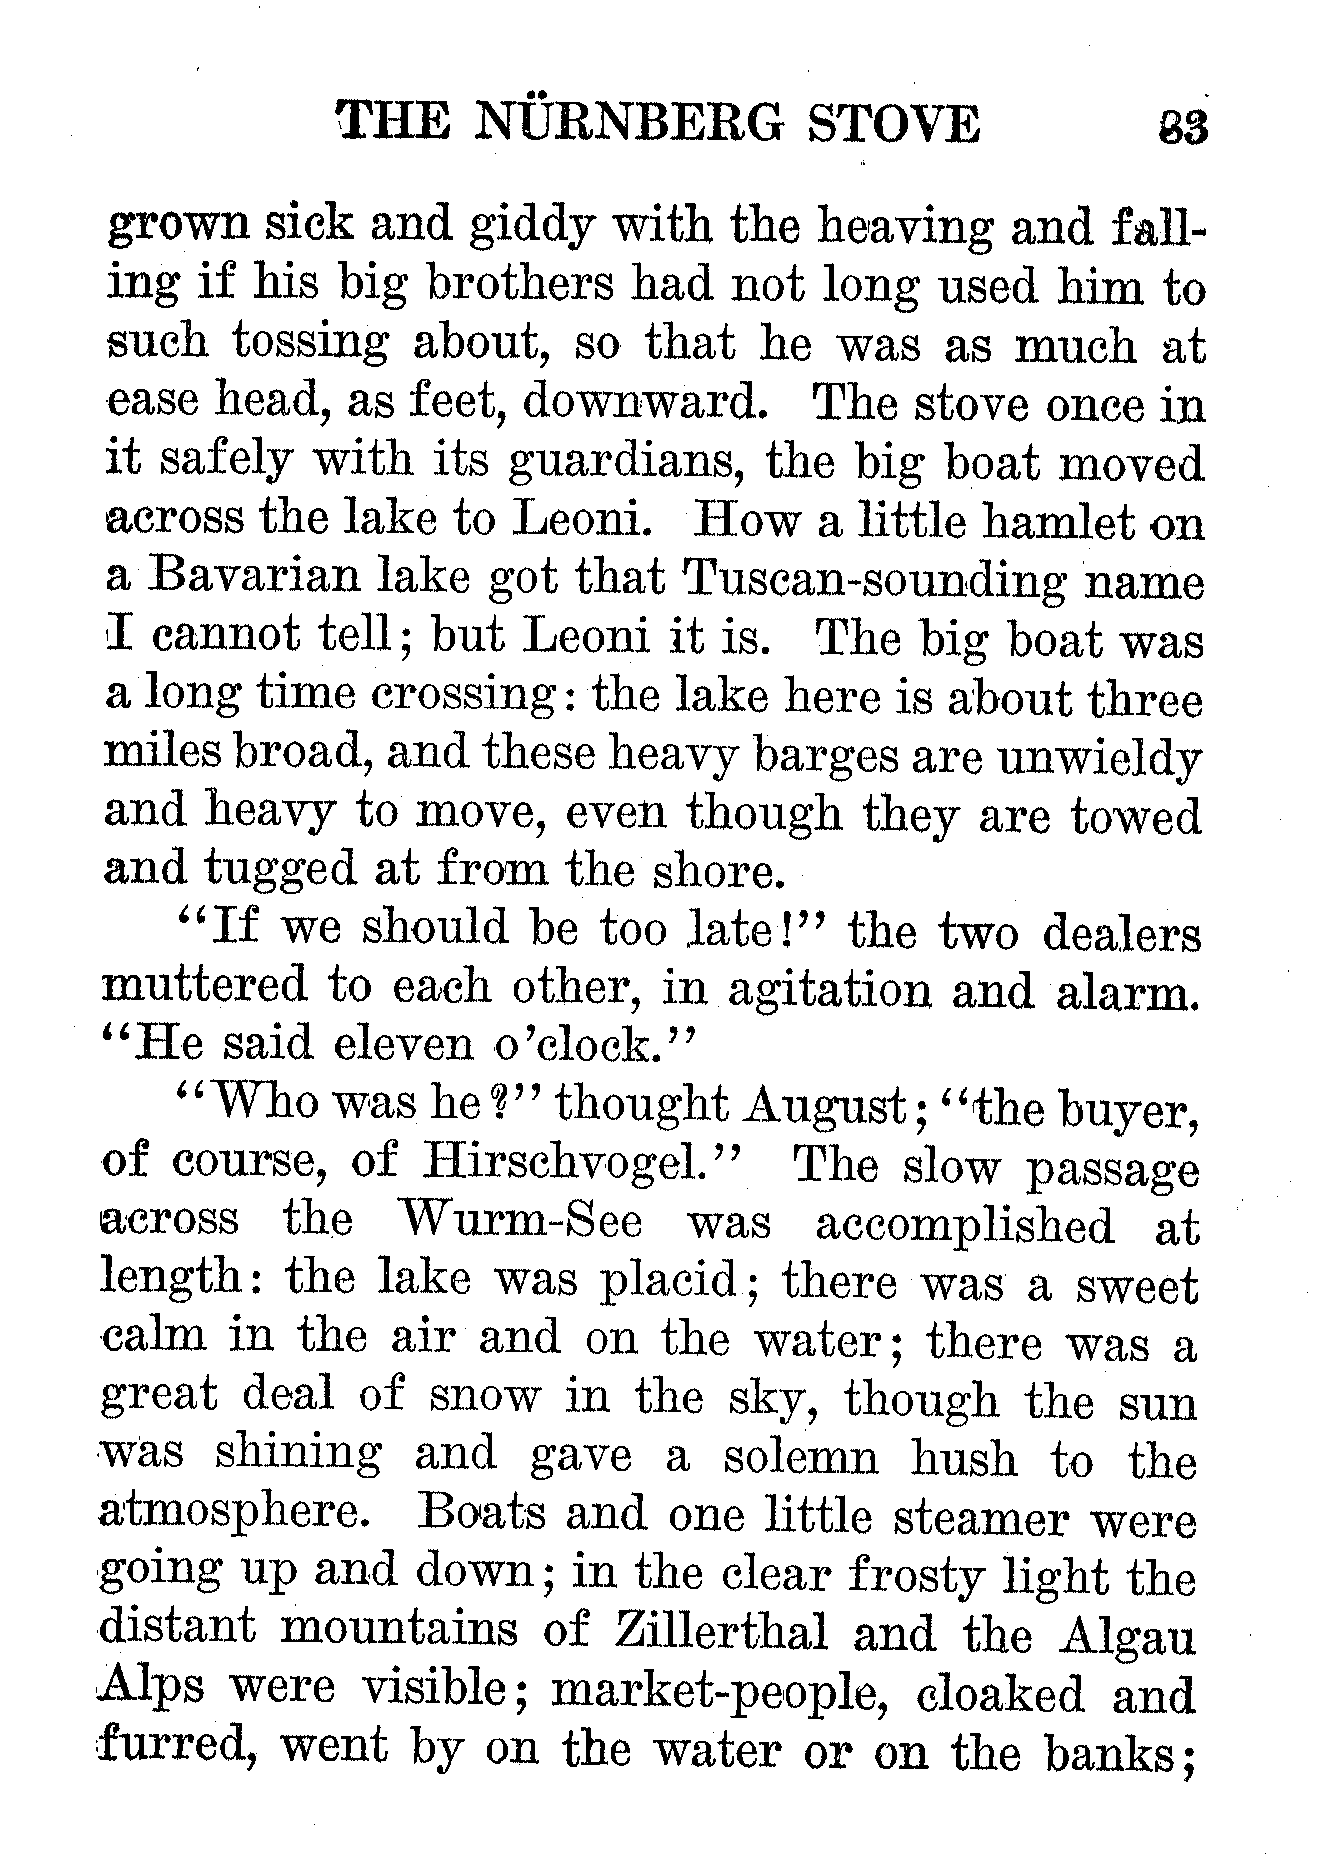 THE NÜRNBERG STOVE 83
grown sick and giddy with the heaving and fall-
ing if his big brothers had not long used him to
such tossing about, so that he was as much at
ease head, as feet, downward. The stove once in
it safely with its guardians, the big boat moved
across the lake to Leoni. How a little hamlet on
a Bavarian lake got that Tuscan-sounding name
I cannot tell; but Leoni it is. The big boat was
a long time crossing: the lake here is about three
miles broad, and these heavy barges are unwieldy
and heavy to move, even though they are towed
and tugged at from the shore.
"If we should be too late!" the two dealers
muttered to each other, in agitation and alarm.
"He said eleven o'clock."
"Who was he?" thought August; "the buyer,
of course, of Hirschvogel." The slow passage
across the Wurm-See was accomplished at
length: the lake was placid; there was a sweet
calm in the air and on the water; there was a
great deal of snow in the sky, though the sun
was shining and gave a solemn hush to the
atmosphere. Boats and one little steamer were
going up and down; in the clear frosty light the
distant mountains of Zillerthal and the Algau
Alps were visible; market-people, cloaked and
furred, went by on the water or on the banks;